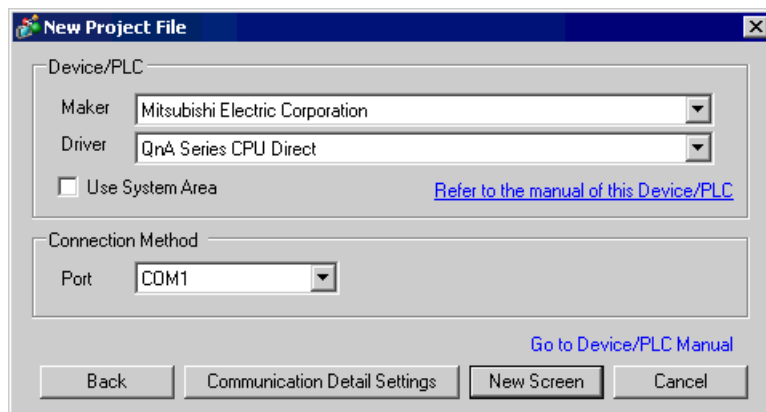 New Project File
Device/PLC
Maker Mitsubishi Electric Corporation
Driver QnA Series CPU Direct
Use System Area Refer to the manual of this Device/PLC
Connection Method
Port COM1
Go to Device/PLC Manual
Back Communication Detail Settings New Screen Cancel